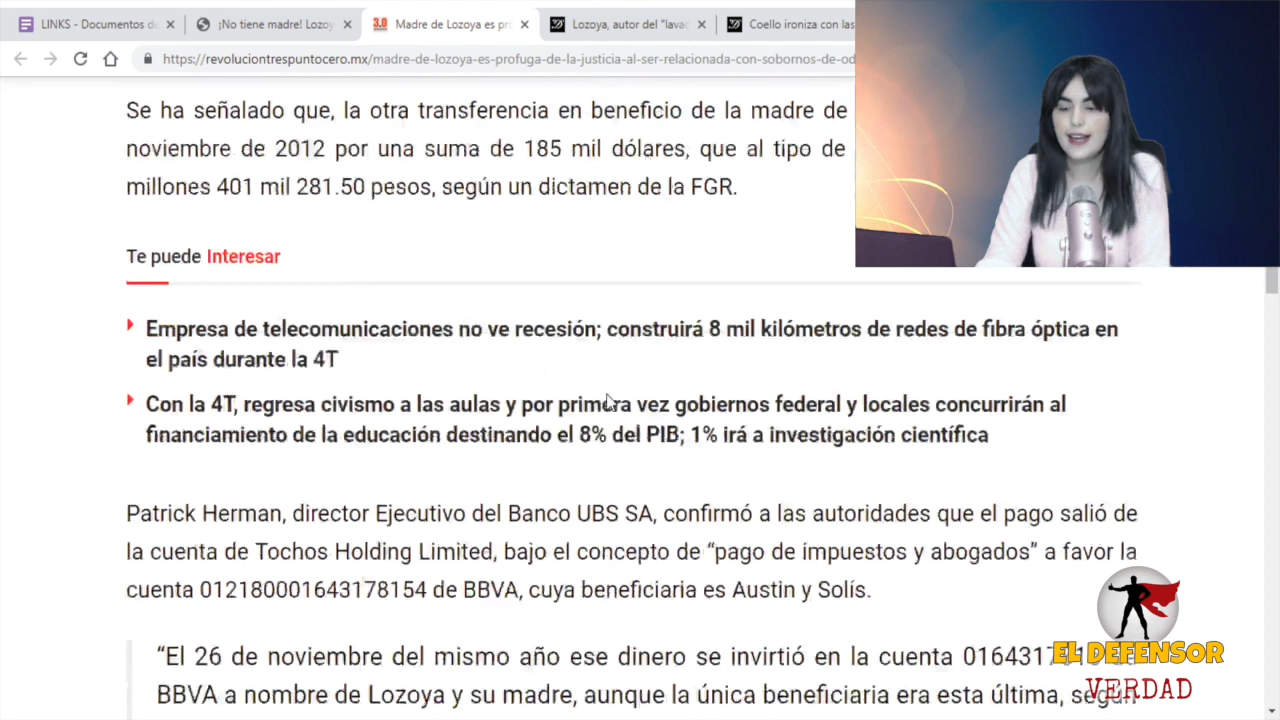 LINKS - Documentos de
¡No tiene madre! Lozoy
3.0 Madre de Lozoya es pr
Lozoya, autor del "lava
Coello ironiza con las
https://revoluciontrespuntocero.mx/madre-de-lozoya-es-profuga-de-la-justicia-al-ser-relacionada-con-sobornos-de-od
Se ha señalado que, la otra transferencia en beneficio de la madre de
noviembre de 2012 por una suma de 185 mil dólares, que al tipo de
millones 401 mil 281.50 pesos, según un dictamen de la FGR.
Te puede Interesar
Empresa de telecomunicaciones no ve recesión; construirá 8 mil kilómetros de redes de fibra óptica en
el país durante la 4T
Con la 4T, regresa civismo a las aulas y por primera vez gobiernos federal y locales concurrirán al
financiamiento de la educación destinando el 8% del PIB; 1% irá a investigación científica
Patrick Herman, director Ejecutivo del Banco UBS SA, confirmó a las autoridades que el pago salió de
la cuenta de Tochos Holding Limited, bajo el concepto de “pago de impuestos y abogados” a favor la
cuenta 012180001643178154 de BBVA, cuya beneficiaria es Austin y Solís.
“El 26 de noviembre del mismo año ese dinero se invirtió en la cuenta
BBVA a nombre de Lozoya y su madre, aunque la única beneficiaria era esta última, según
EL DEFENSOR
VERDAD